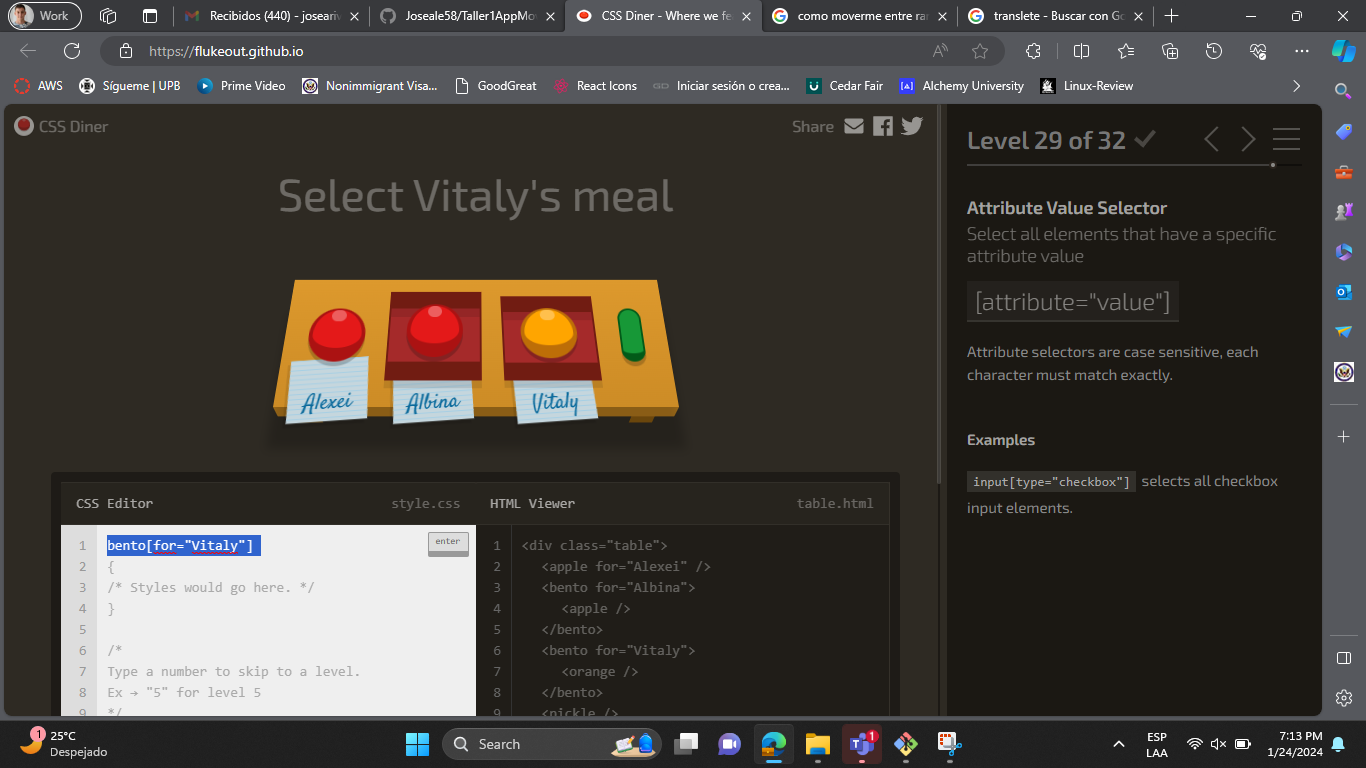 Work
Recibidos (440) - joseariv
Joseale58/Taller1AppMo
CSS Diner - Where we fe
como moverme entre rar
translete - Buscar con Go
https://flukeout.github.io
AWS
Sígueme | UPB
Prime Video
Nonimmigrant Visa...
GoodGreat
React Icons
Iniciar sesión o crea...
Cedar Fair
Alchemy University
Linux-Review
CSS Diner
Share
Select Vitaly's meal
Alexei
Albina
Vitaly
CSS Editor
style.css
HTML Viewer
table.html
1 bento[for="Vitaly"]
enter
2 {
3 /* Styles would go here. */
4 }
5
6 /*
7 Type a number to skip to a level.
8 Ex → "5" for level 5
9 */
1 <div class="table">
2 <apple for="Alexei" />
3 <bento for="Albina">
4 <apple />
5 </bento>
6 <bento for="Vitaly">
7 <orange />
8 </bento>
9 <pickle />
Level 29 of 32
Attribute Value Selector
Select all elements that have a specific
attribute value
[attribute="value"]
Attribute selectors are case sensitive, each
character must match exactly.
Examples
input[type="checkbox"] selects all checkbox
input elements.
1
25°C
Despejado
Search
1
ESP
LAA
7:13 PM
1/24/2024